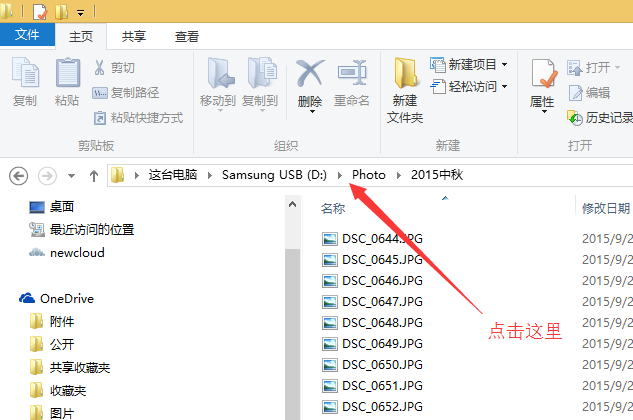 文件 主页 共享 查看
复制 粘贴 剪切 复制路径 粘贴快捷方式 移动到 复制到 删除 重命名 新建 文件夹 新建项目 轻松访问 属性 打开 编辑 历史记录
剪贴板 组织 新建 打开
这台电脑 Samsung USB (D:) Photo 2015中秋
桌面
最近访问的位置
newcloud
OneDrive
附件
公开
共享收藏夹
收藏夹
图片
名称 修改日期
DSC_0644.JPG 2015/9/2
DSC_0645.JPG 2015/9/2
DSC_0646.JPG 2015/9/2
DSC_0647.JPG 2015/9/2
DSC_0648.JPG 2015/9/2
DSC_0649.JPG 2015/9/2
DSC_0650.JPG 2015/9/2
DSC_0651.JPG 2015/9/2
DSC_0652.JPG 2015/9/2
点击这里